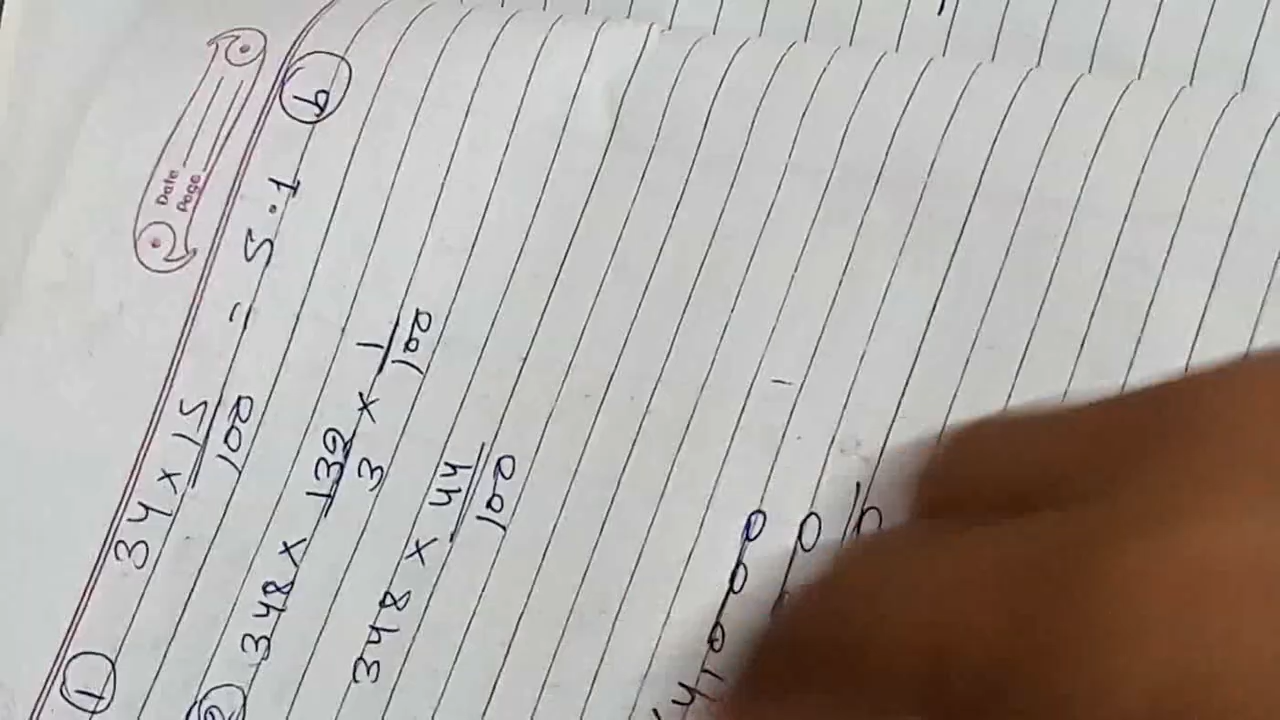 Date
Page
① 34 × 15/100 = 5.1 ⓑ
② 348 × 132/3 × 1/100
348 × 44/100